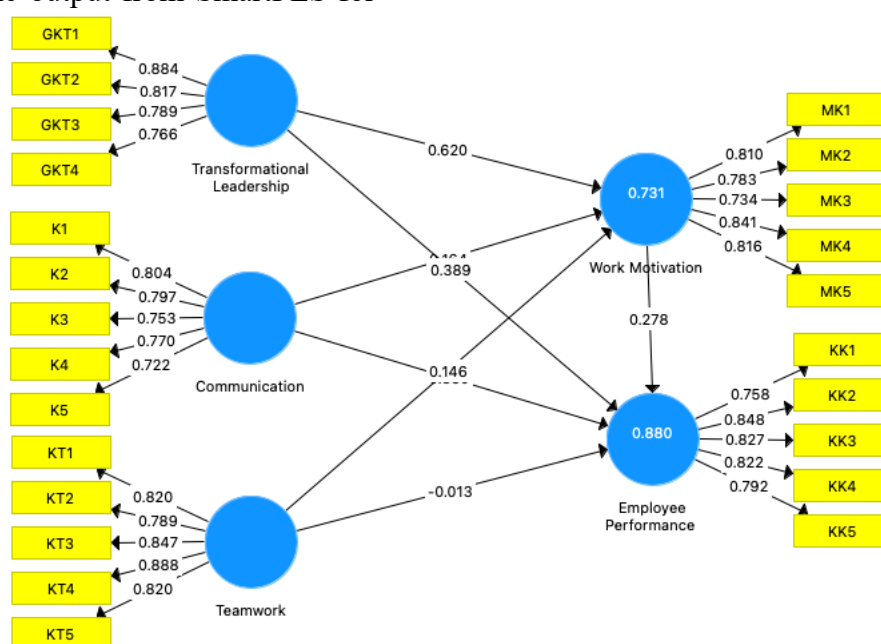 GKT1
GKT2
GKT3
GKT4
0.884
0.817
0.789
0.766
Transformational
Leadership
K1
K2
K3
K4
K5
0.804
0.797
0.753
0.770
0.722
Communication
KT1
KT2
KT3
KT4
KT5
0.820
0.789
0.847
0.888
0.820
Teamwork
0.620
0.389
0.146
-0.013
0.278
0.731
Work Motivation
0.810
0.783
0.734
0.841
0.816
MK1
MK2
MK3
MK4
MK5
0.880
Employee
Performance
0.758
0.848
0.827
0.822
0.792
KK1
KK2
KK3
KK4
KK5